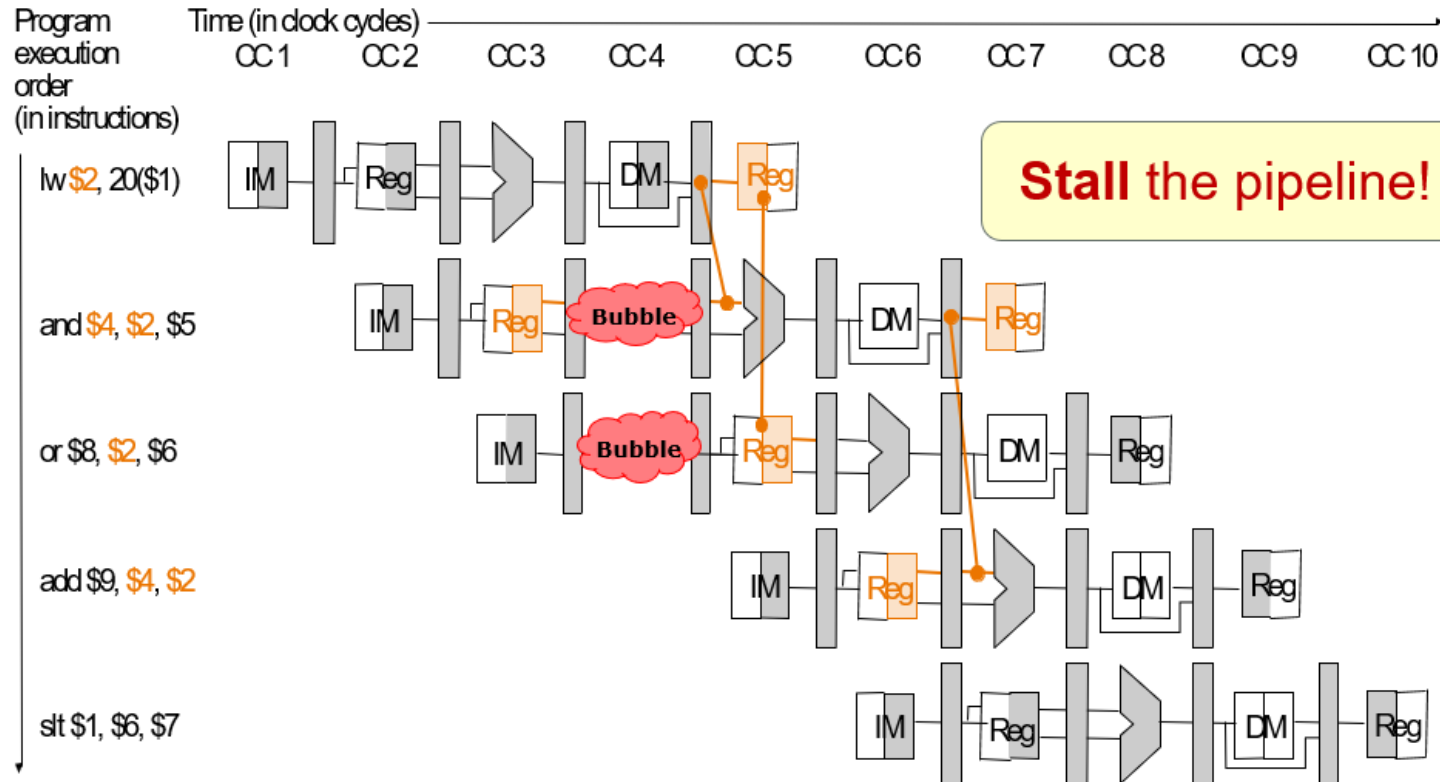 Program
execution
order
(in instructions)
Time (in clock cycles)
CC 1 CC 2 CC 3 CC 4 CC 5 CC 6 CC 7 CC 8 CC 9 CC 10
Stall the pipeline!
lw $2, 20($1)
IM Reg DM Reg
and $4, $2, $5
IM Reg Bubble DM Reg
or $8, $2, $6
IM Bubble Reg DM Reg
add $9, $4, $2
IM Reg DM Reg
slt $1, $6, $7
IM Reg DM Reg